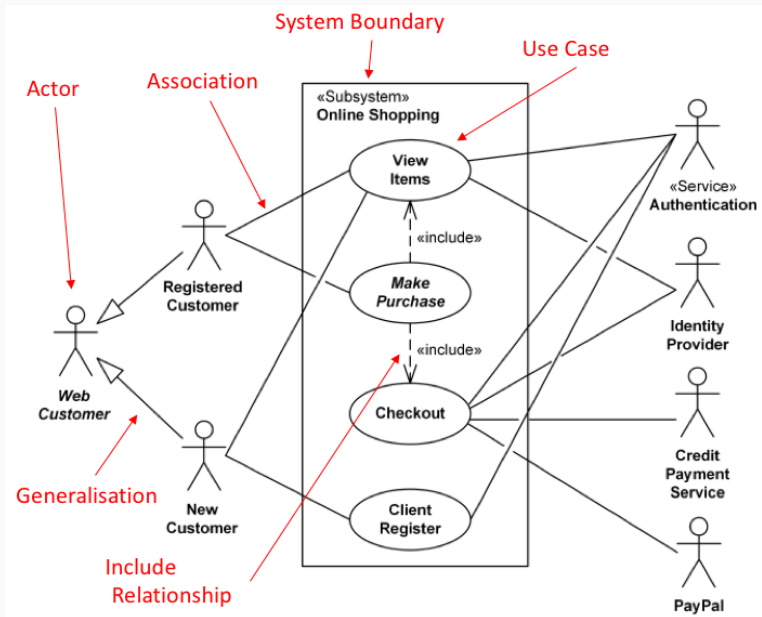 System Boundary
Use Case
Association
Actor
«Subsystem»
Online Shopping
View
Items
«Service»
Authentication
«include»
Registered
Customer
Make
Purchase
Identity
Provider
«include»
Web
Customer
Checkout
Credit
Payment
Service
Generalisation
New
Customer
Client
Register
Include
Relationship
PayPal